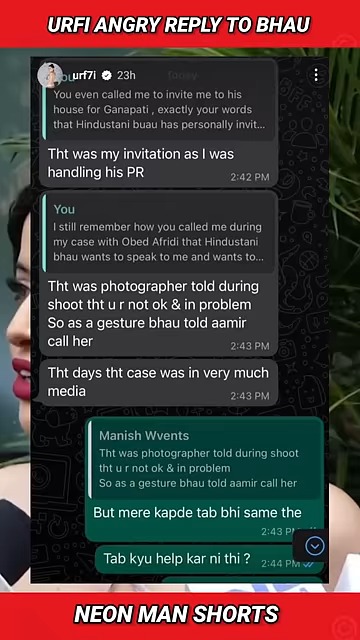 URFI ANGRY REPLY TO BHAU
urf7i 23h
You even called me to invite me to his
house for Ganapati , exactly your words
that Hindustani buau has personally invit...
Tht was my invitation as I was
handling his PR
2:42 PM
You
I still remember how you called me during
my case with Obed Afridi that Hindustani
bhau wants to speak to me and wants to...
Tht was photographer told during
shoot tht u r not ok & in problem
So as a gesture bhau told aamir
call her
2:43 PM
Tht days tht case was in very much
media
2:43 PM
Manish Wvents
Tht was photographer told during shoot
tht u r not ok & in problem
So as a gesture bhau told aamir call her
But mere kapde tab bhi same the
2:43 PM
Tab kyu help kar ni thi ?
2:44 PM
NEON MAN SHORTS